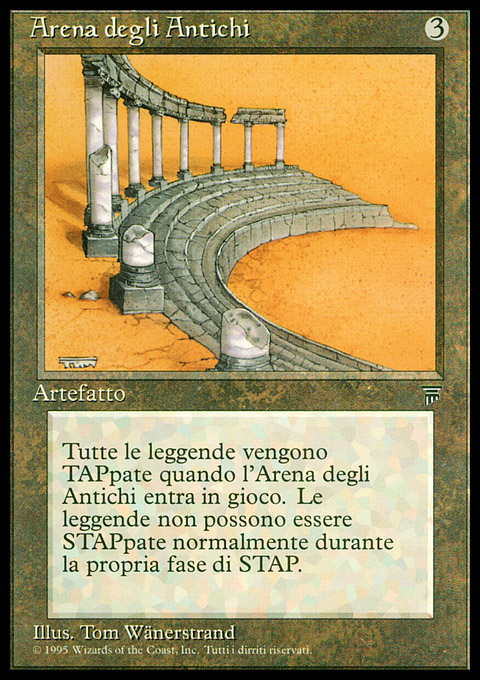 Arena degli Antichi
3
Artefatto
Tutte le leggende vengono
TAPpate quando l'Arena degli
Antichi entra in gioco. Le
leggende non possono essere
STAPpate normalmente durante
la propria fase di STAP.
Illus. Tom Wänerstrand
© 1995 Wizards of the Coast, Inc. Tutti i dirriti riservati.